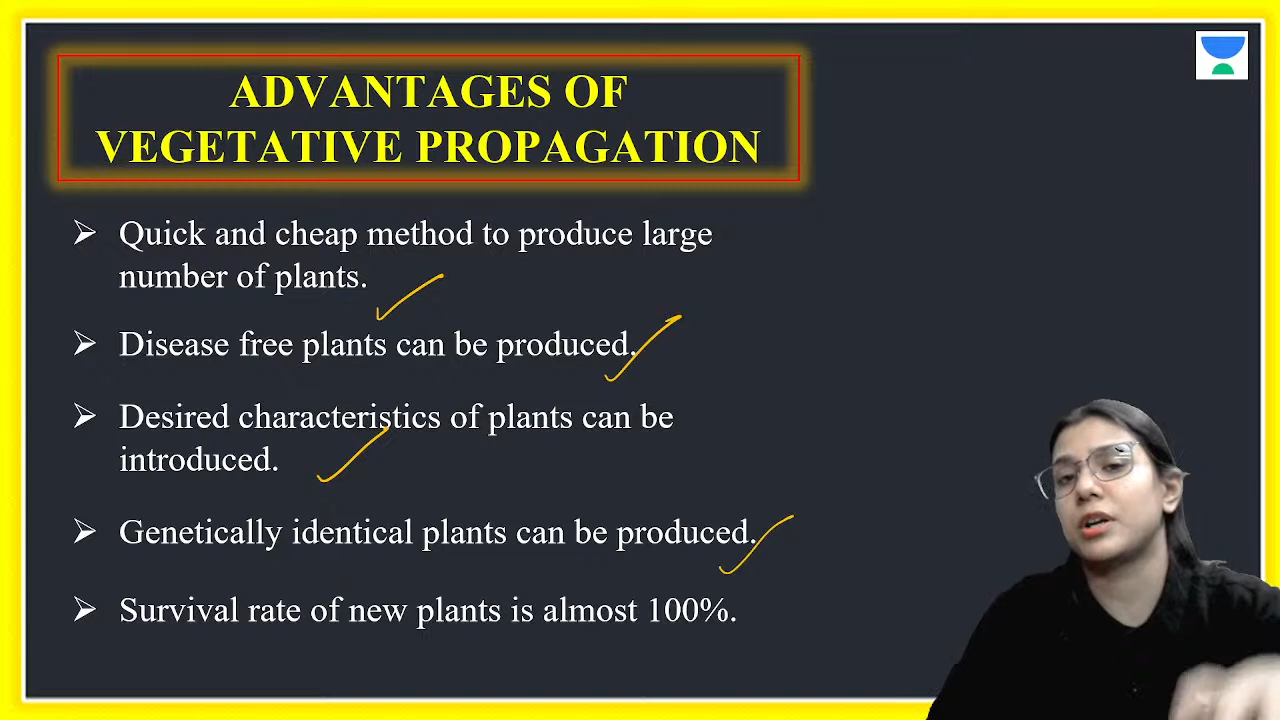 ADVANTAGES OF
VEGETATIVE PROPAGATION
➢ Quick and cheap method to produce large
number of plants.
➢ Disease free plants can be produced.
➢ Desired characteristics of plants can be
introduced.
➢ Genetically identical plants can be produced.
➢ Survival rate of new plants is almost 100%.